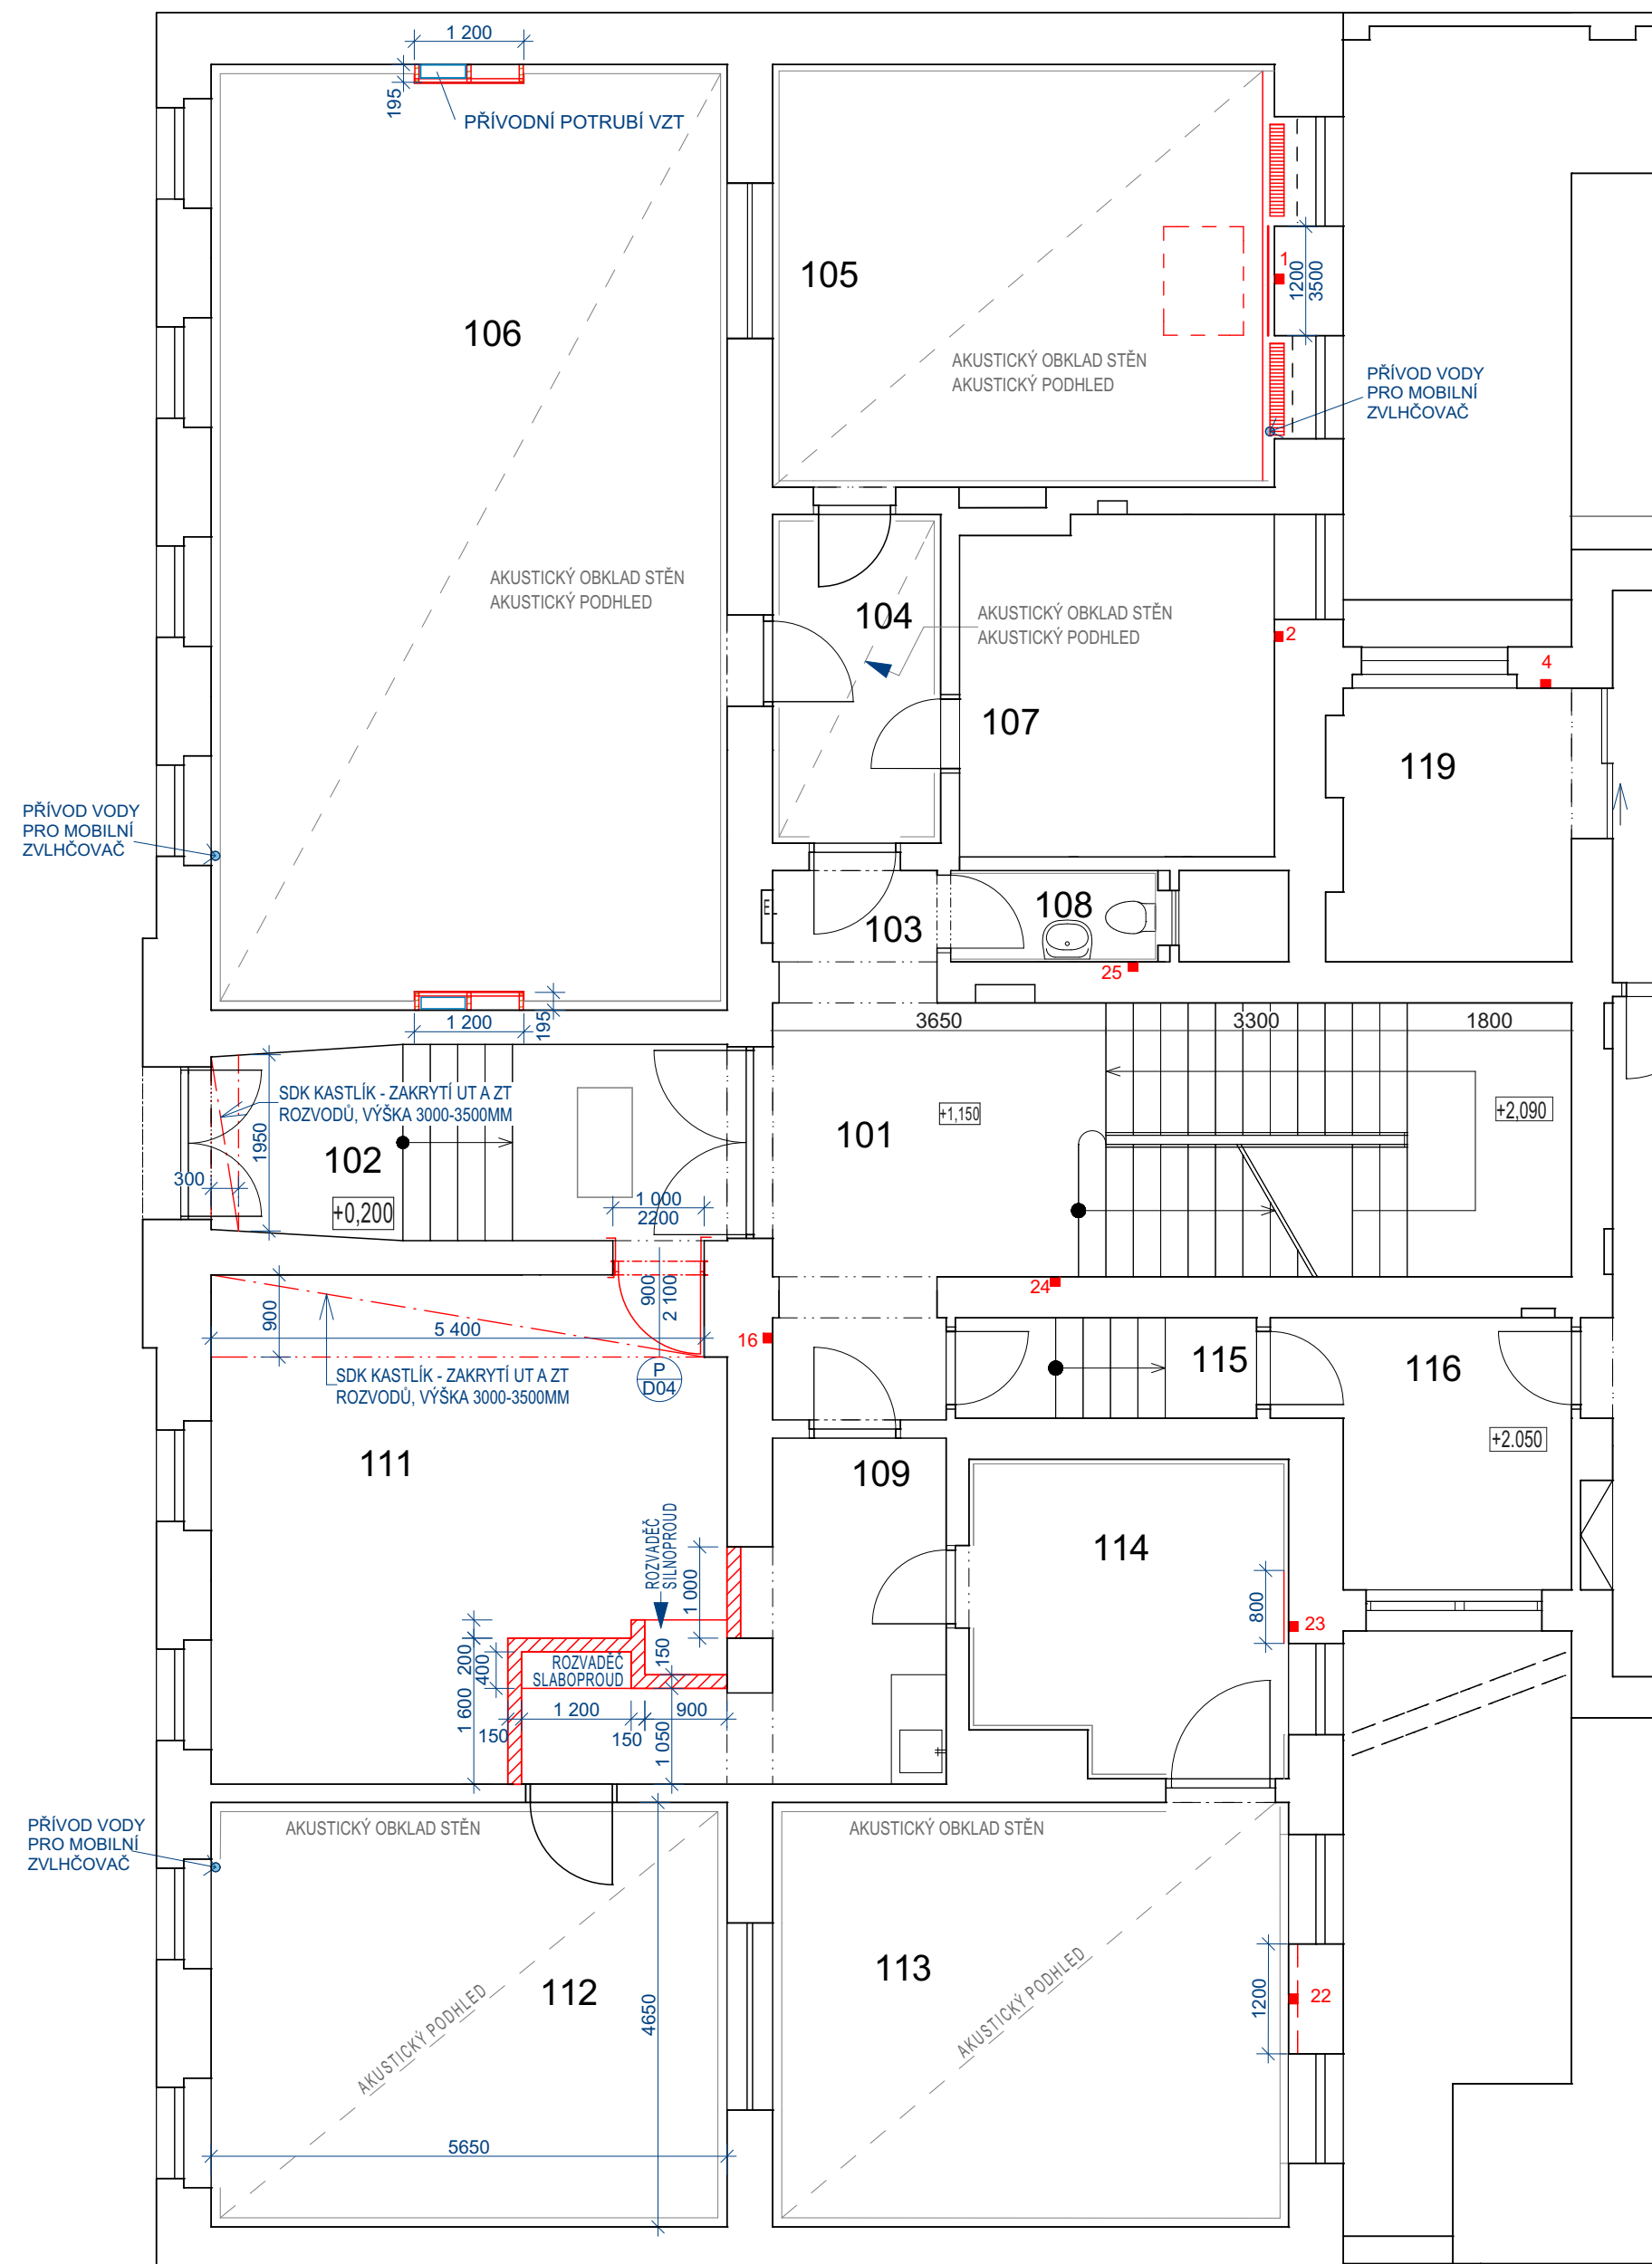 1 200
195
PŘÍVODNÍ POTRUBÍ VZT
105
1
1200
3500
106
AKUSTICKÝ OBKLAD STĚN
AKUSTICKÝ PODHLED
PŘÍVOD VODY
PRO MOBILNÍ
ZVLHČOVAČ
AKUSTICKÝ OBKLAD STĚN
AKUSTICKÝ PODHLED
104
AKUSTICKÝ OBKLAD STĚN
AKUSTICKÝ PODHLED
2
4
107
119
PŘÍVOD VODY
PRO MOBILNÍ
ZVLHČOVAČ
E
103
108
25
1 200
195
3650
3300
1800
SDK KASTLÍK - ZAKRYTÍ UT A ZT
ROZVODŮ, VÝŠKA 3000-3500MM
1950
300
102
+0,200
101
+1,150
+2,090
1 000
2200
900
2 100
24
900
5 400
16
SDK KASTLÍK - ZAKRYTÍ UT A ZT
ROZVODŮ, VÝŠKA 3000-3500MM
P
D04
115
116
+2.050
111
109
ROZVADĚČ
SILNOPROUD
1 000
114
800
23
200
400
150
ROZVADĚČ
SLABOPROUD
1 600
150
1 200
150
900
1 050
PŘÍVOD VODY
PRO MOBILNÍ
ZVLHČOVAČ
AKUSTICKÝ OBKLAD STĚN
AKUSTICKÝ OBKLAD STĚN
112
AKUSTICKÝ PODHLED
4650
113
AKUSTICKÝ PODHLED
1200
22
5650